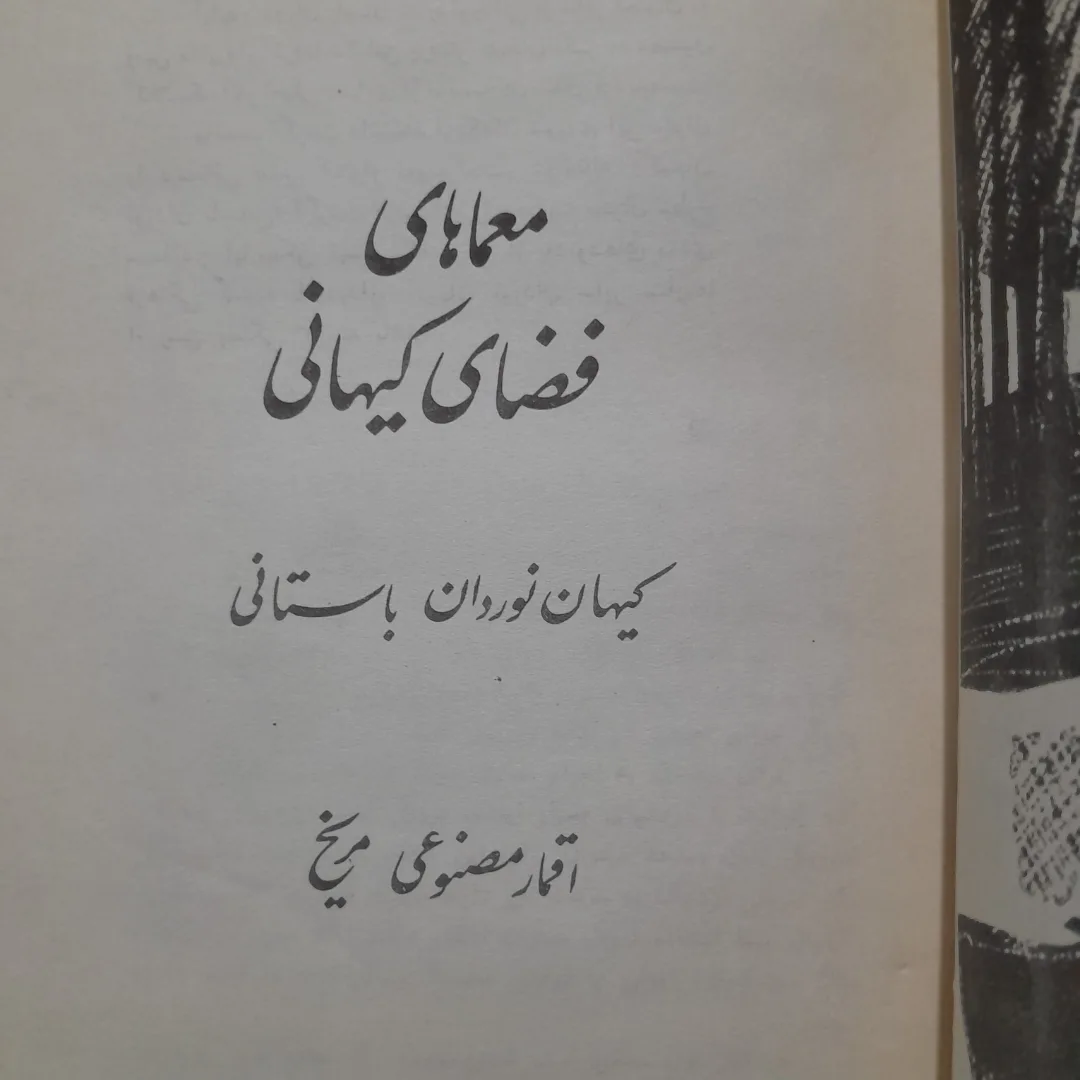 معماهای
فضای کیهانی
کیهان نوردان باستانی
اقمار مصنوعی مریخ